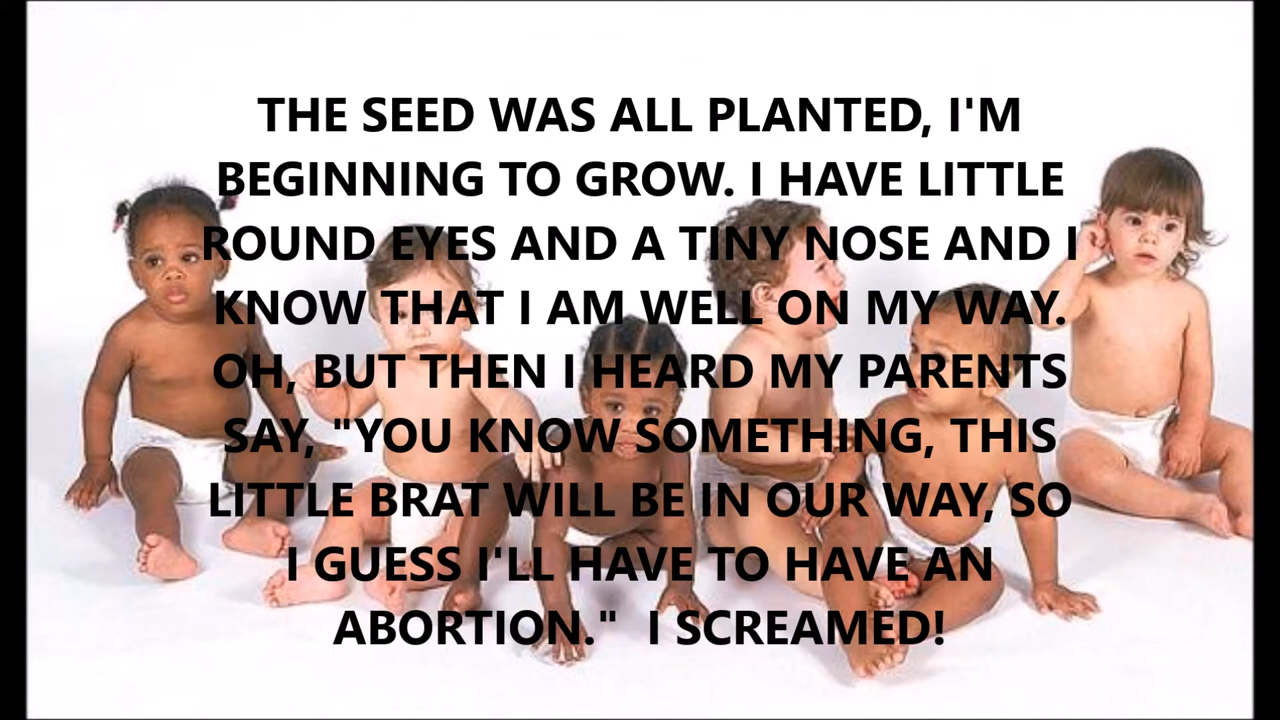 THE SEED WAS ALL PLANTED, I'M
BEGINNING TO GROW. I HAVE LITTLE
ROUND EYES AND A TINY NOSE AND I
KNOW THAT I AM WELL ON MY WAY.
OH, BUT THEN I HEARD MY PARENTS
SAY, "YOU KNOW SOMETHING, THIS
LITTLE BRAT WILL BE IN OUR WAY, SO
I GUESS I'LL HAVE TO HAVE AN
ABORTION."  I SCREAMED!